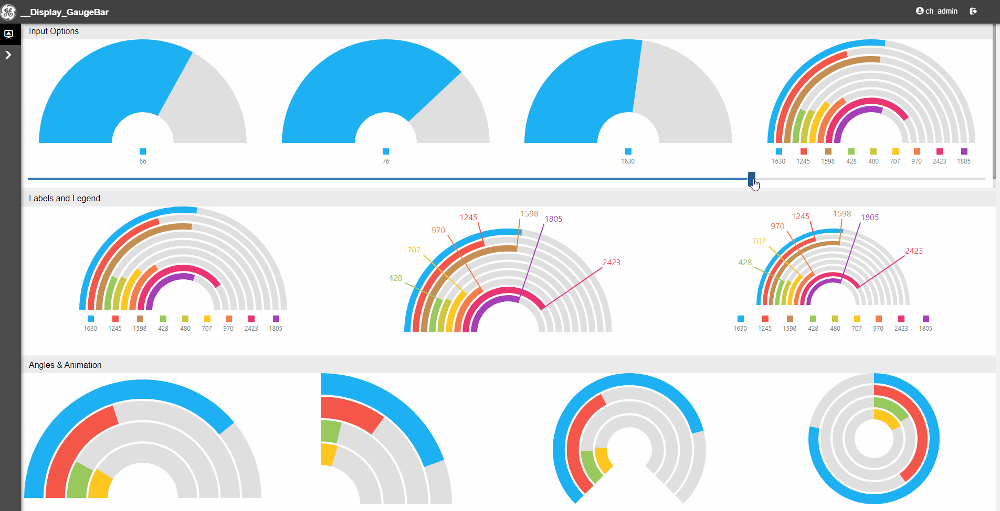 __Display_GaugeBar
ch_admin
Input Options
66
76
1630
1630 1245 1598 428 480 707 970 2423 1805
Labels and Legend
1630 1245 1598 428 480 707 970 2423 1805
428
707
970
1245
1598
1805
2423
428
707
970
1245
1598
1805
2423
1630 1245 1598 428 480 707 970 2423 1805
Angles & Animation